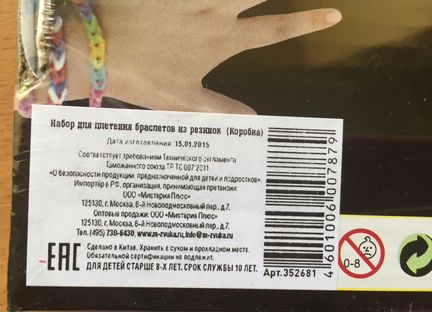 Набор для плетения браслетов из резинок (Коробка)
Дата изготовления 15.01.2015
Соответствует требованиям Технического регламента
Таможенного союза ТР ТС 007 2011
«О безопасности продукции, предназначенной для детей и подростков».
Импортёр в РФ, организация, принимающая претензии:
ООО «Мистерия Плюс»
125130, г. Москва, 6-й Новоподмосковный пер., д.7.
Оптовые продажи: ООО «Мистерия Плюс»
125130, г. Москва, 6-й Новоподмосковный пер., д.7.
Тел. (495) 730-6430, www.m-zvuka.ru, info@m-zvuka.ru
Сделано в Китае. Хранить в сухом и прохладном месте.
Обязательной сертификации не подлежит.
ДЛЯ ДЕТЕЙ СТАРШЕ 8-Х ЛЕТ. СРОК СЛУЖБЫ 10 ЛЕТ.
ЕАС
Арт.352681
4601006007879
0-8